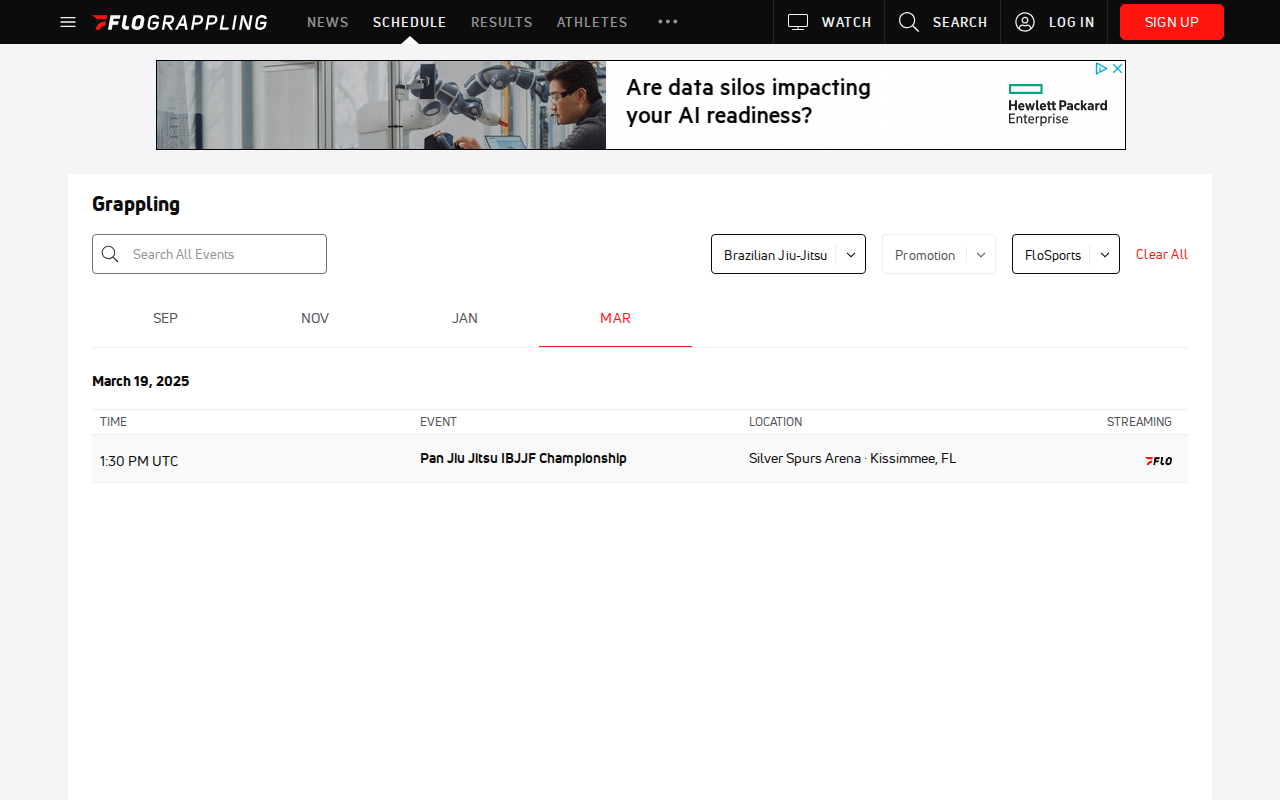 FLOGRAPPLING NEWS SCHEDULE RESULTS ATHLETES ••• WATCH SEARCH LOG IN SIGN UP
Are data silos impacting
your AI readiness?
Hewlett Packard
Enterprise
Grappling
Search All Events Brazilian Jiu-Jitsu Promotion FloSports Clear All
SEP NOV JAN MAR
March 19, 2025
TIME EVENT LOCATION STREAMING
1:30 PM UTC Pan Jiu Jitsu IBJJF Championship Silver Spurs Arena · Kissimmee, FL FLO